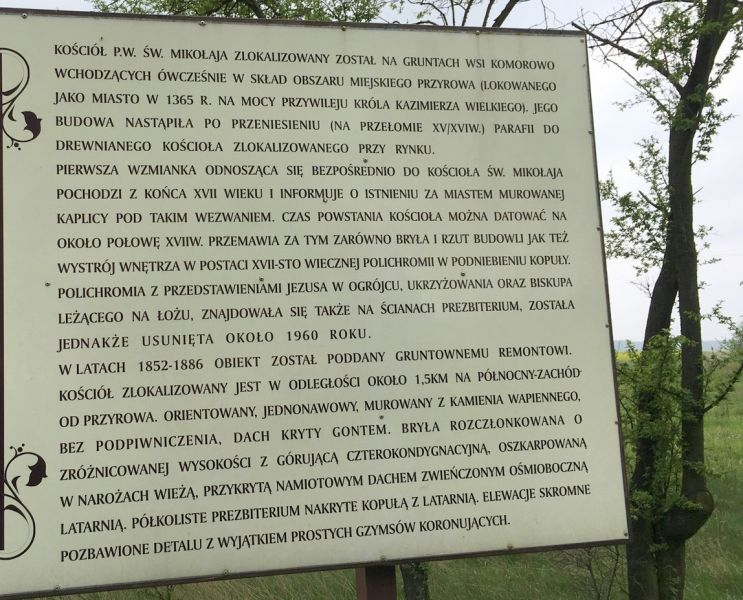 KOŚCIÓŁ P.W. ŚW. MIKOŁAJA ZLOKALIZOWANY ZOSTAŁ NA GRUNTACH WSI KOMOROWO
WCHODZĄCYCH ÓWCZEŚNIE W SKŁAD OBSZARU MIEJSKIEGO PRZYROWA (LOKOWANEGO
JAKO MIASTO W 1365 R. NA MOCY PRZYWILEJU KRÓLA KAZIMIERZA WIELKIEGO). JEGO
BUDOWA NASTĄPIŁA PO PRZENIESIENIU (NA PRZEŁOMIE XV/XVIW.) PARAFII DO
DREWNIANEGO KOŚCIOŁA ZLOKALIZOWANEGO PRZY RYNKU.
PIERWSZA WZMIANKA ODNOSZĄCA SIĘ BEZPOŚREDNIO DO KOŚCIOŁA ŚW. MIKOŁAJA
POCHODZI Z KOŃCA XVII WIEKU I INFORMUJE O ISTNIENIU ZA MIASTEM MUROWANEJ
KAPLICY POD TAKIM WEZWANIEM. CZAS POWSTANIA KOŚCIOŁA MOŻNA DATOWAĆ NA
OKOŁO POŁOWĘ XVIIW. PRZEMAWIA ZA TYM ZARÓWNO BRYŁA I RZUT BUDOWLI JAK TEŻ
WYSTRÓJ WNĘTRZA W POSTACI XVII-STO WIECZNEJ POLICHROMII W PODNIEBIENIU KOPUŁY.
POLICHROMIA Z PRZEDSTAWIENIAMI JEZUSA W OGRÓJCU, UKRZYŻOWANIA ORAZ BISKUPA
LEŻĄCEGO NA ŁOŻU, ZNAJDOWAŁA SIĘ TAKŻE NA ŚCIANACH PREZBITERIUM, ZOSTAŁA
JEDNAKŻE USUNIĘTA OKOŁO 1960 ROKU.
W LATACH 1852-1886 OBIEKT ZOSTAŁ PODDANY GRUNTOWNEMU REMONTOWI.
KOŚCIÓŁ ZLOKALIZOWANY JEST W ODLEGŁOŚCI OKOŁO 1,5KM NA PÓŁNOCNY-ZACHÓD
OD PRZYROWA. ORIENTOWANY, JEDNONAWOWY, MUROWANY Z KAMIENIA WAPIENNEGO,
BEZ PODPIWNICZENIA, DACH KRYTY GONTEM. BRYŁA ROZCZŁONKOWANA O
ZRÓŻNICOWANEJ WYSOKOŚCI Z GÓRUJĄCĄ CZTEROKONDYGNACYJNĄ, OSZKARPOWANĄ
W NAROŻACH WIEŻĄ, PRZYKRYTĄ NAMIOTOWYM DACHEM ZWIEŃCZONYM OŚMIOBOCZNĄ
LATARNIĄ. PÓŁKOLISTE PREZBITERIUM NAKRYTE KOPUŁĄ Z LATARNIĄ. ELEWACJE SKROMNE
POZBAWIONE DETALU Z WYJĄTKIEM PROSTYCH GZYMSÓW KORONUJĄCYCH.